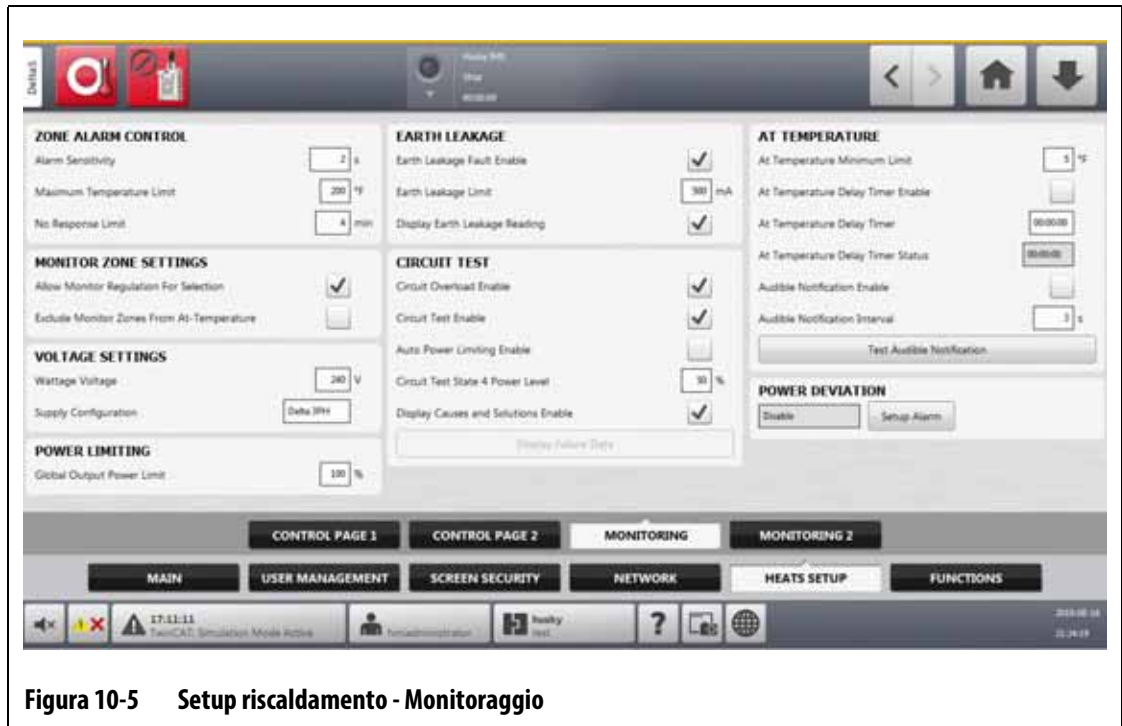 Delta5
ZONE ALARM CONTROL
Alarm Sensitivity 2 s
Maximum Temperature Limit 200 °F
No Response Limit 4 min
MONITOR ZONE SETTINGS
Allow Monitor Regulation For Selection
Exclude Monitor Zones From At-Temperature
VOLTAGE SETTINGS
Wattage Voltage 240 V
Supply Configuration Delta 3PH
POWER LIMITING
Global Output Power Limit 100 %
EARTH LEAKAGE
Earth Leakage Fault Enable
Earth Leakage Limit 300 mA
Display Earth Leakage Reading
CIRCUIT TEST
Circuit Overload Enable
Circuit Test Enable
Auto Power Limiting Enable
Circuit Test State 4 Power Level %
Display Causes and Solutions Enable
Display Failure Data
AT TEMPERATURE
At Temperature Minimum Limit 5 °F
At Temperature Delay Timer Enable
At Temperature Delay Timer 00:00:00
At Temperature Delay Timer Status 00:00:00
Audible Notification Enable
Audible Notification Interval 3 s
Test Audible Notification
POWER DEVIATION
Disable Setup Alarm
CONTROL PAGE 1 CONTROL PAGE 2 MONITORING MONITORING 2
MAIN USER MANAGEMENT SCREEN SECURITY NETWORK HEATS SETUP FUNCTIONS
17:11:11
TwinCAT: Simulation Mode Active
hmiadministrator
husky
test
?
Figura 10-5 Setup riscaldamento - Monitoraggio